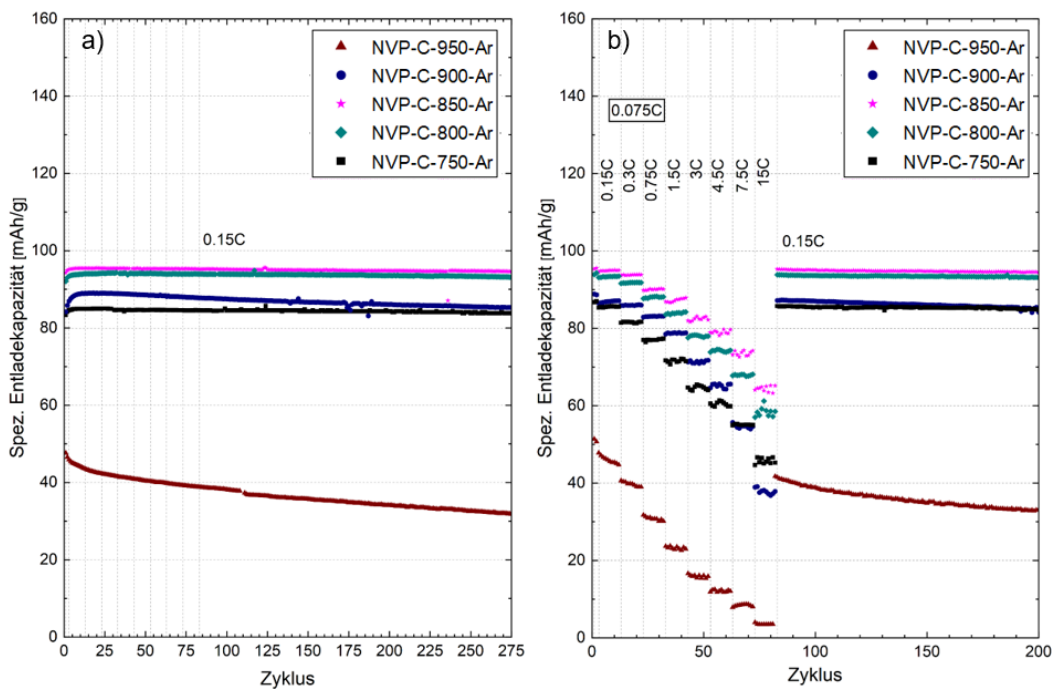 a)
NVP-C-950-Ar
NVP-C-900-Ar
NVP-C-850-Ar
NVP-C-800-Ar
NVP-C-750-Ar
0.15C
Spez. Entladekapazität [mAh/g]
160
140
120
100
80
60
40
20
0
0 25 50 75 100 125 150 175 200 225 250 275
Zyklus
b)
NVP-C-950-Ar
NVP-C-900-Ar
NVP-C-850-Ar
NVP-C-800-Ar
NVP-C-750-Ar
0.075C
0.15C
0.3C
0.75C
1.5C
3C
4.5C
7.5C
15C
0.15C
Spez. Entladekapazität [mAh/g]
160
140
120
100
80
60
40
20
0
0 50 100 150 200
Zyklus